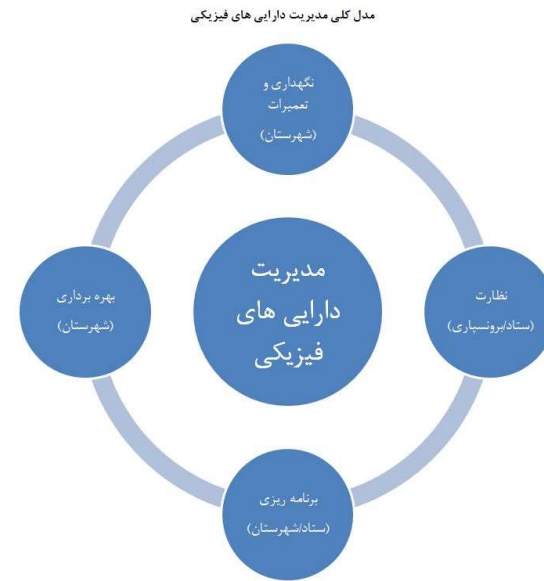 مدل کلی مدیریت دارایی های فیزیکی
نگهداری و
تعمیرات
(شهرستان)
نظارت
(ستاد/برونسپاری)
مدیریت
دارایی های
فیزیکی
بهره برداری
(شهرستان)
برنامه ریزی
(ستاد/شهرستان)